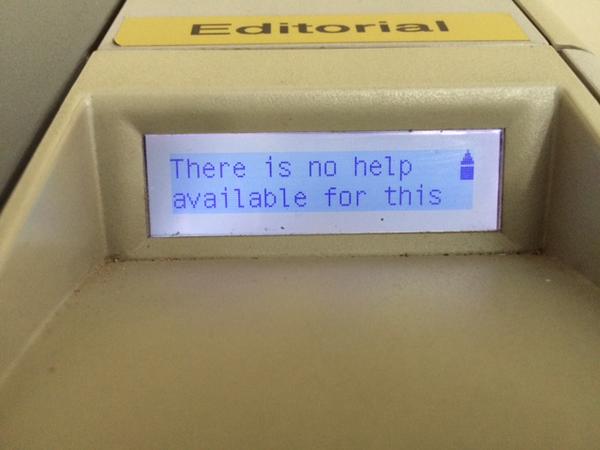 Editorial
There is no help
available for this